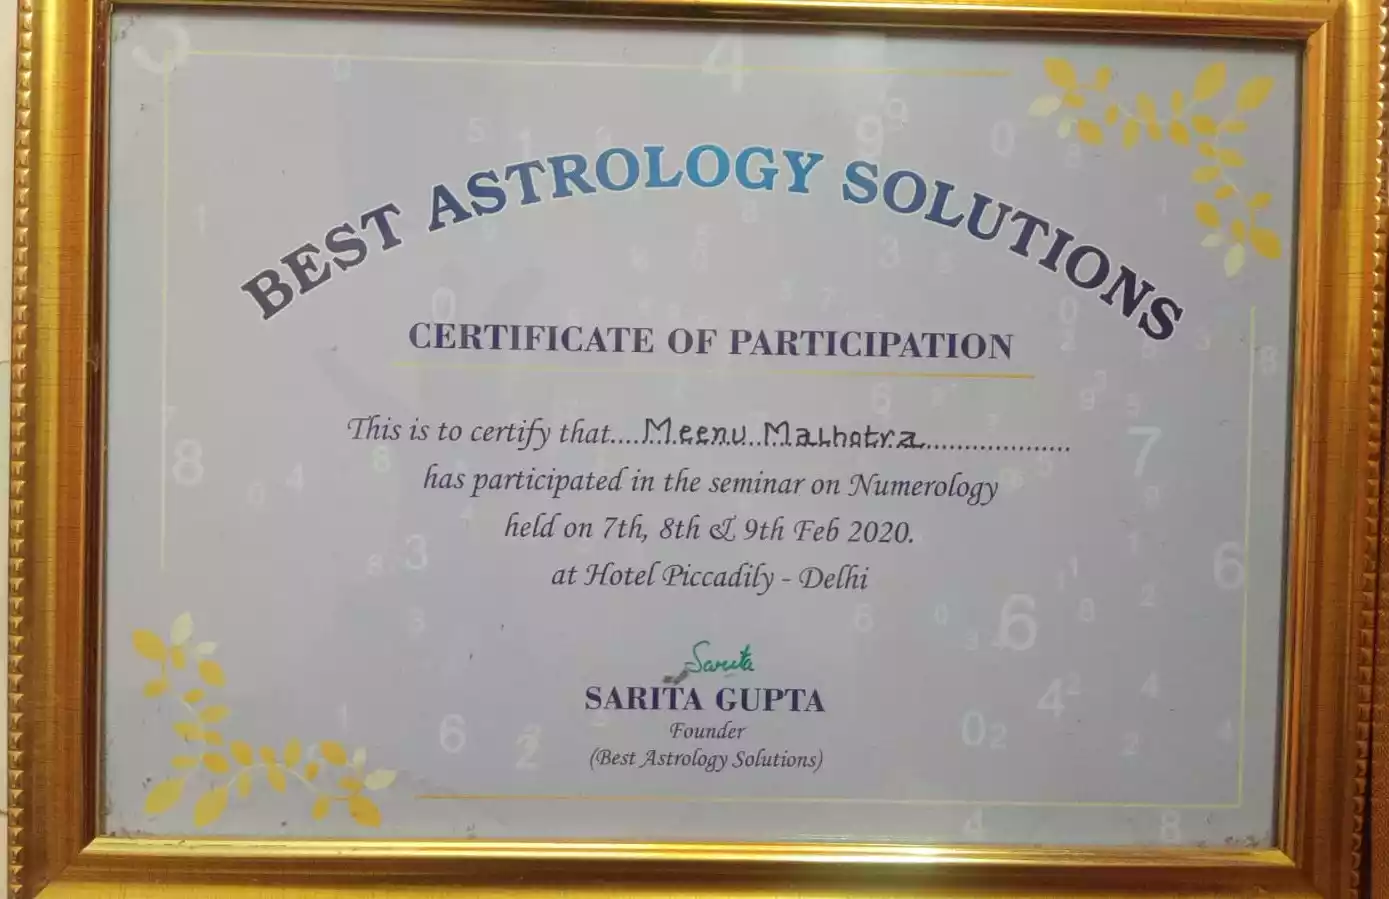 BEST ASTROLOGY SOLUTIONS
CERTIFICATE OF PARTICIPATION
This is to certify that....Meenu..Malhotra....................
has participated in the seminar on Numerology
held on 7th, 8th & 9th Feb 2020.
at Hotel Piccadily - Delhi
Sarita
SARITA GUPTA
Founder
(Best Astrology Solutions)